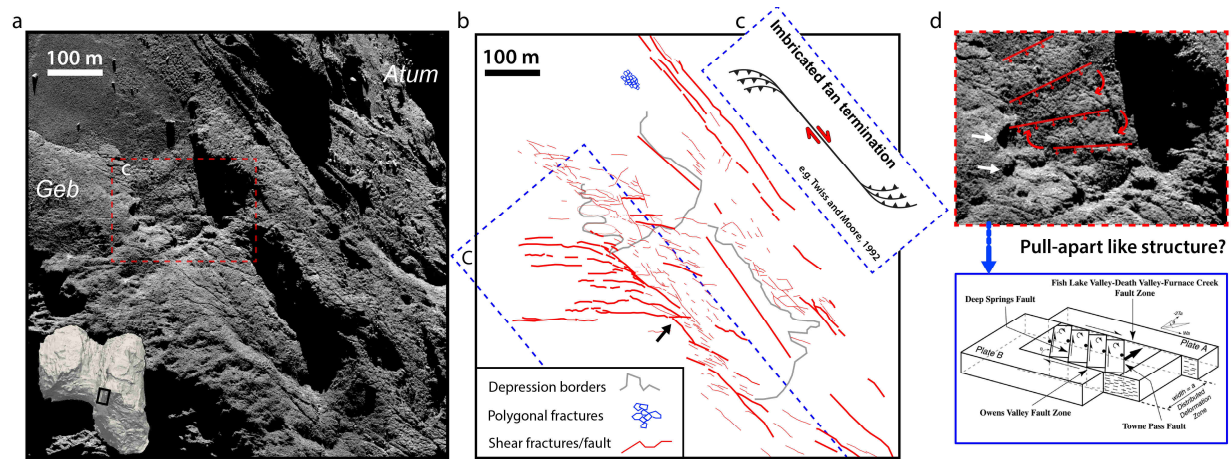 a
100 m
Atum
Geb
C
b
100 m
C
Depression borders
Polygonal fractures
Shear fractures/fault
c
Imbricated fan termination
e.g. Twiss and Moore, 1992
d
Pull-apart like structure?
Fish Lake Valley-Death Valley-Furnace Creek
Fault Zone
Deep Springs Fault
Plate A
Plate B
width = a
Distributed
Deformation
Zone
Owens Valley Fault Zone
Towne Pass Fault